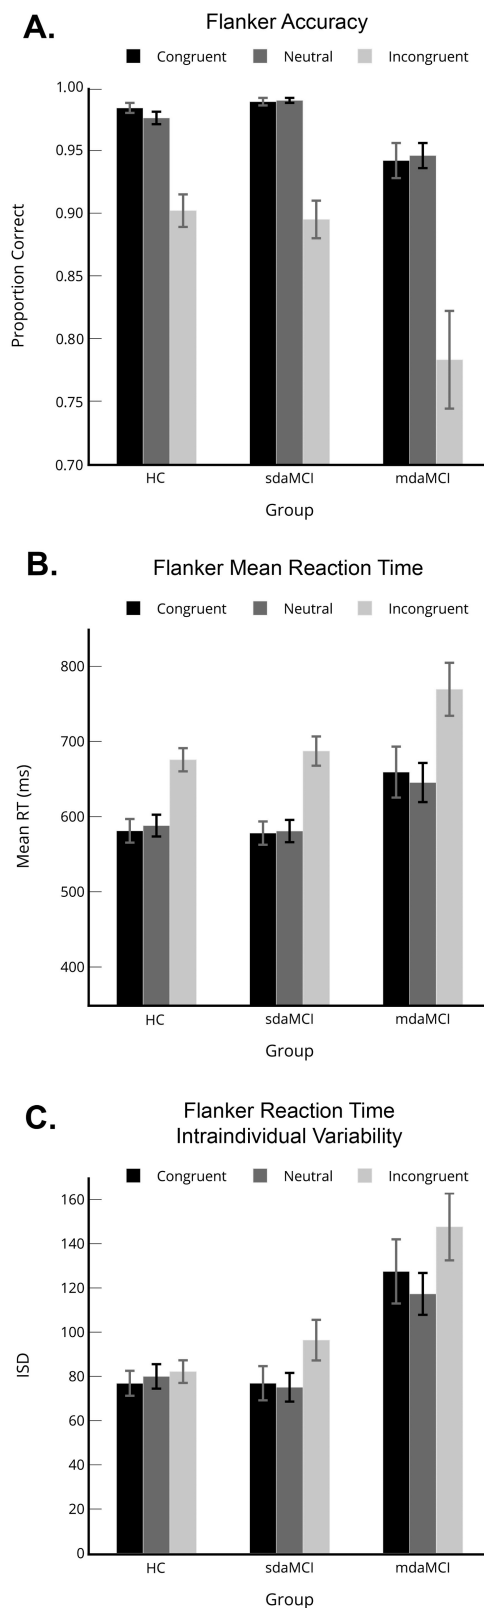 A.
Flanker Accuracy
Congruent Neutral Incongruent
Proportion Correct
1.00
0.95
0.90
0.85
0.80
0.75
0.70
HC sdaMCI mdaMCI
Group
B.
Flanker Mean Reaction Time
Congruent Neutral Incongruent
Mean RT (ms)
800
700
600
500
400
HC sdaMCI mdaMCI
Group
C.
Flanker Reaction Time
Intraindividual Variability
Congruent Neutral Incongruent
ISD
160
140
120
100
80
60
40
20
0
HC sdaMCI mdaMCI
Group